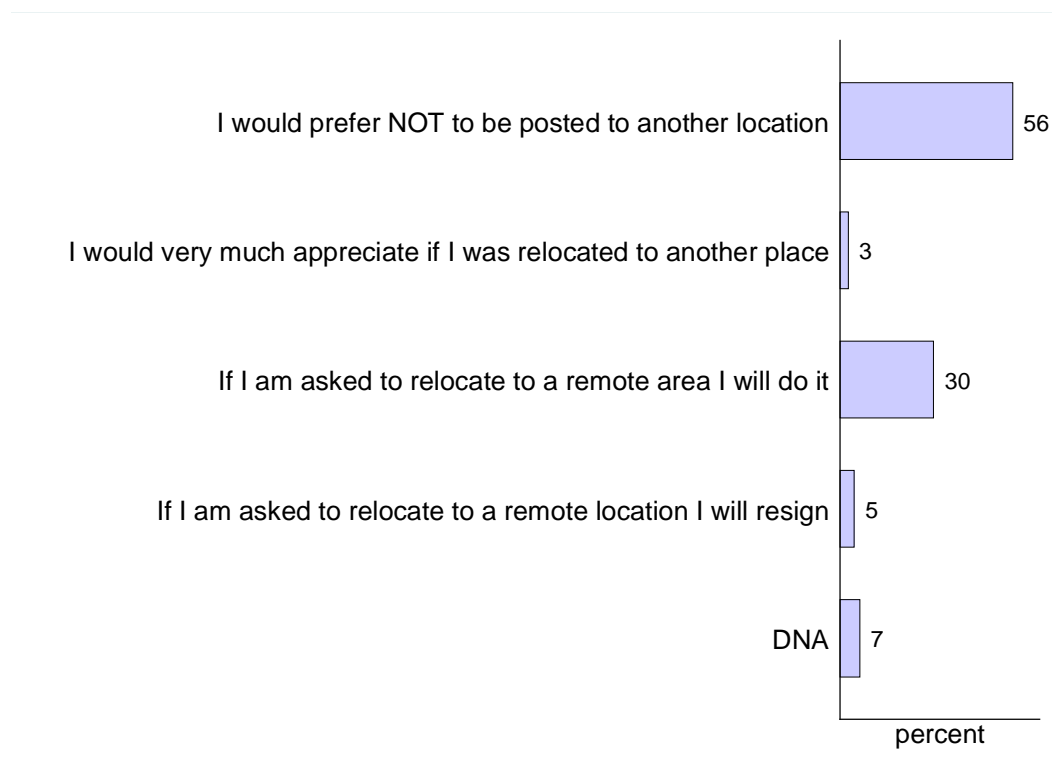 I would prefer NOT to be posted to another location 56
I would very much appreciate if I was relocated to another place 3
If I am asked to relocate to a remote area I will do it 30
If I am asked to relocate to a remote location I will resign 5
DNA 7
percent